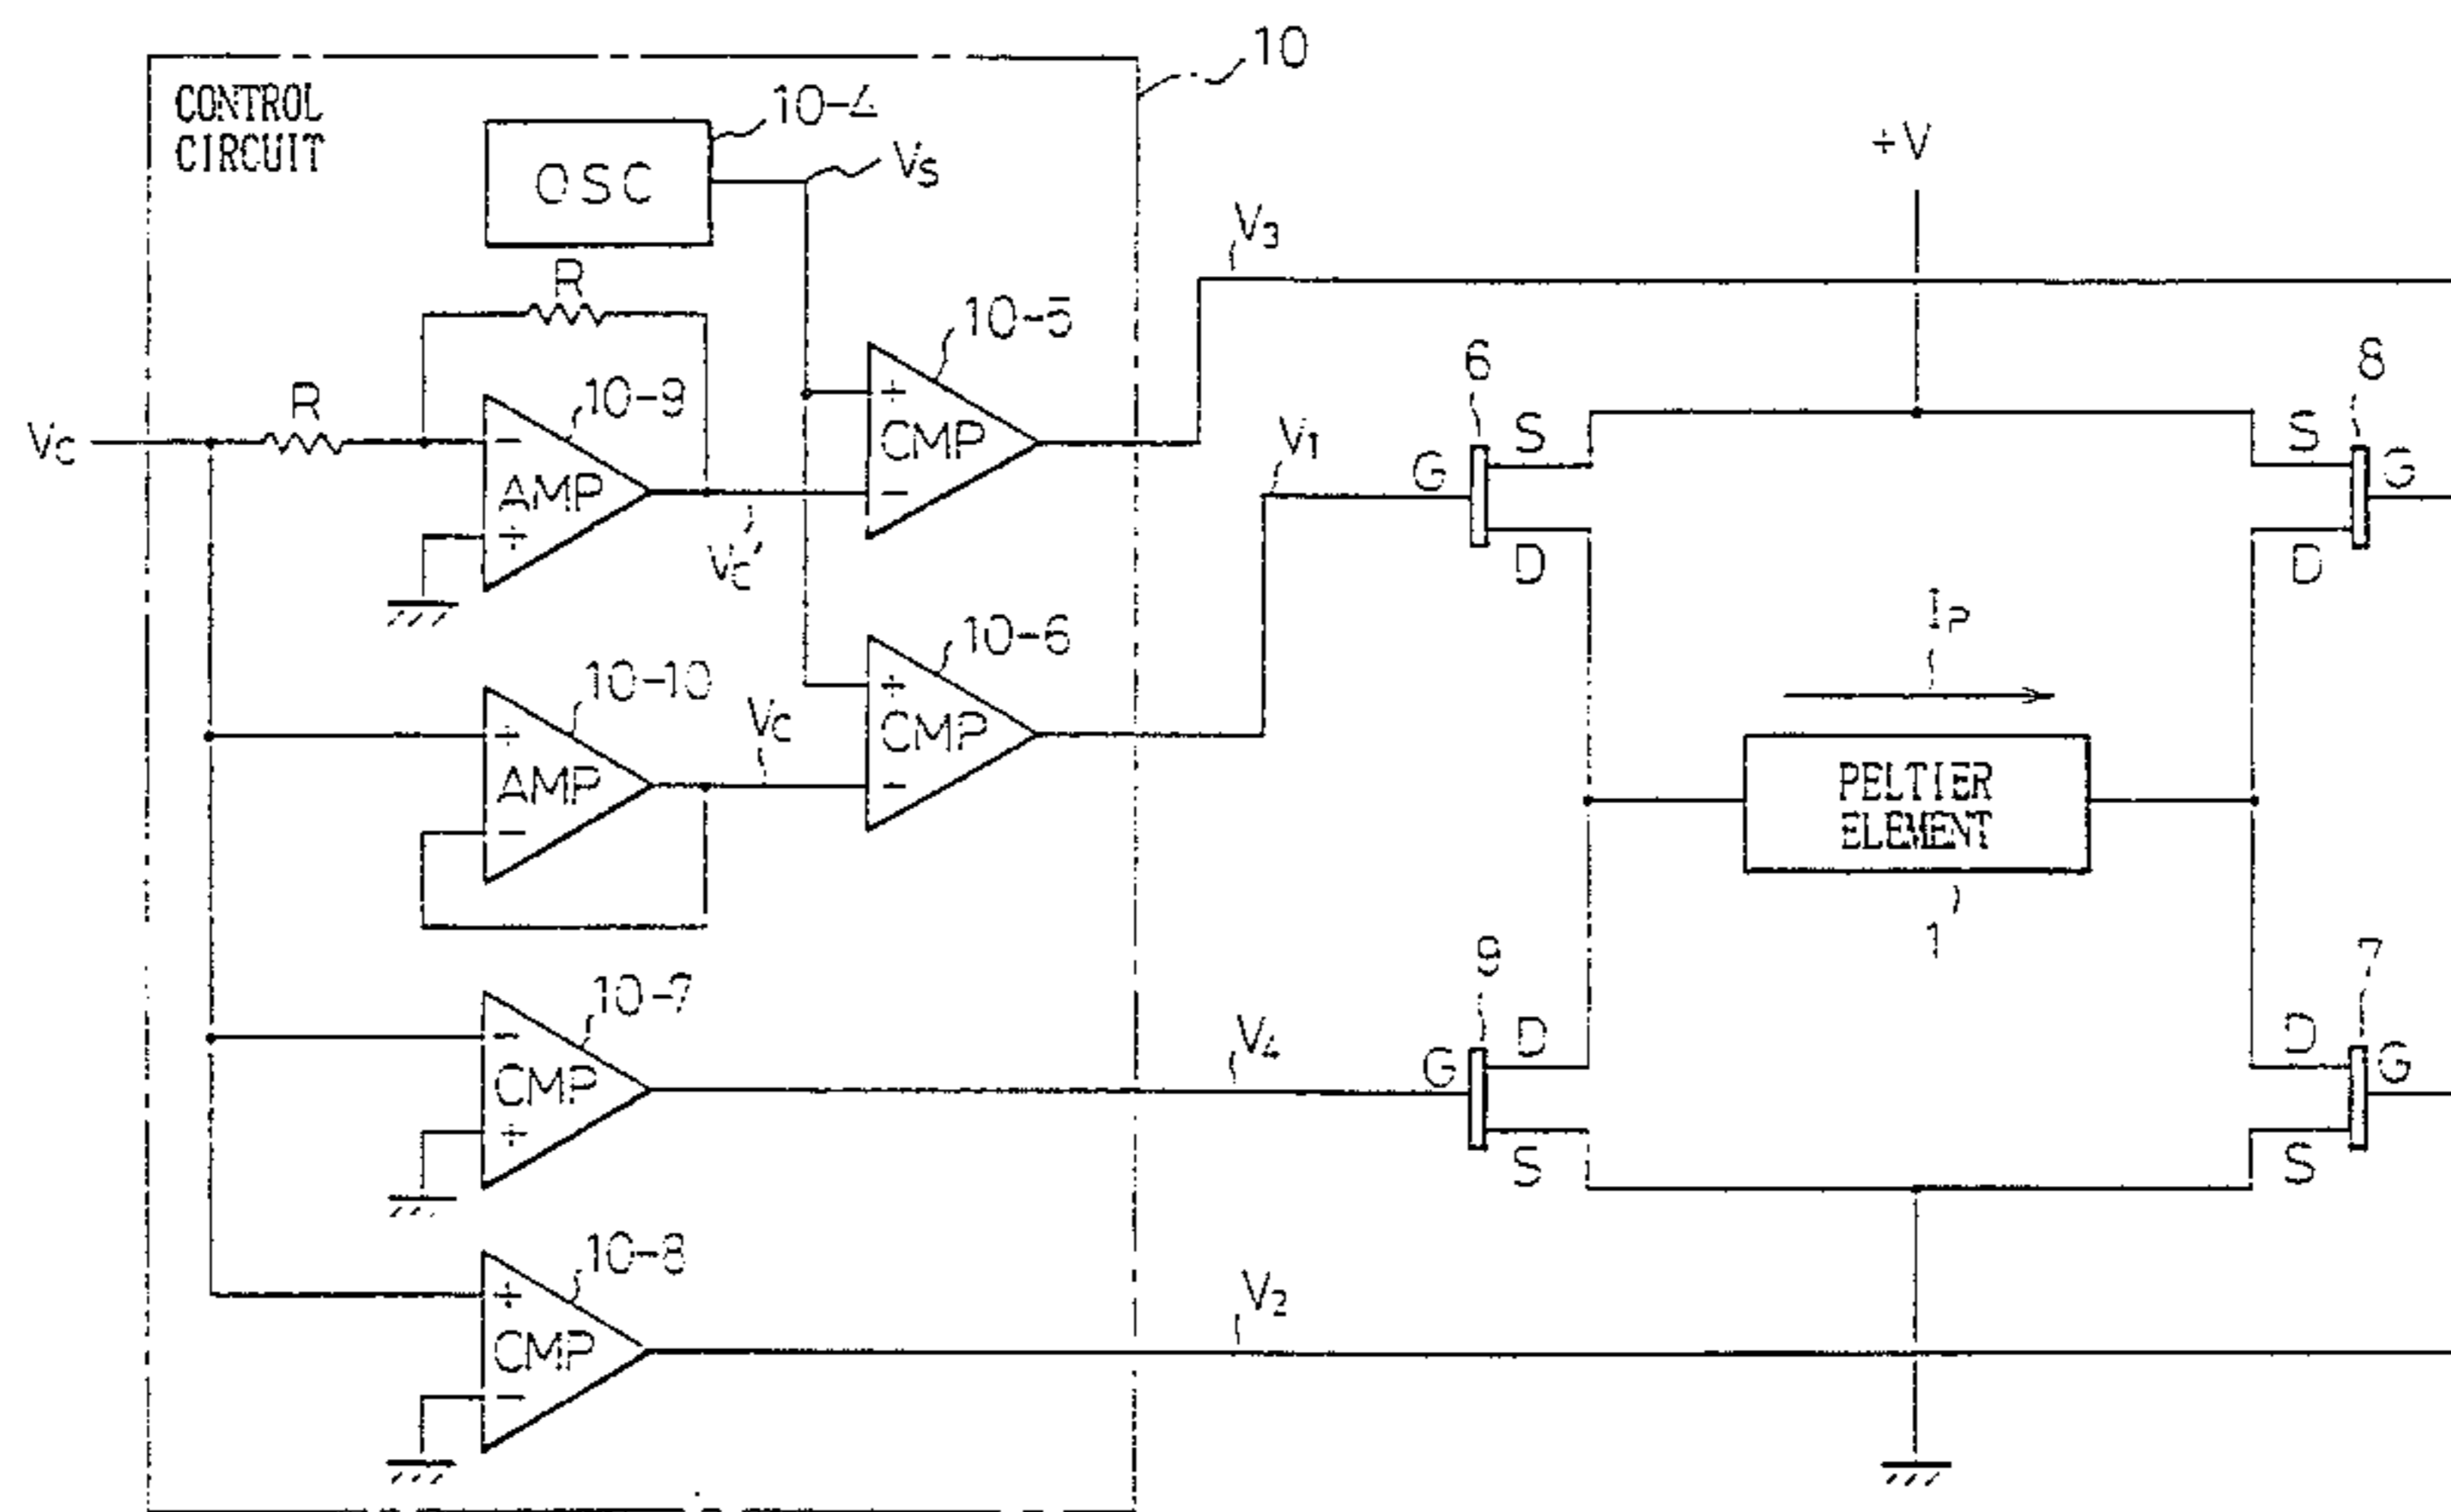 CONTROL
CIRCUIT
10
10-4
OSC
VS
+V
V3
R
10-5
R
10-9
VC
-
AMP
+
+
CMP
-
VC'
6
8
V1
G
S
D
S
G
D
IP
10-10
+
AMP
-
VC
10-6
+
CMP
-
PELTIER
ELEMENT
1
9
7
10-7
-
CMP
+
V4
G
D
S
D
G
S
10-8
+
CMP
-
V2